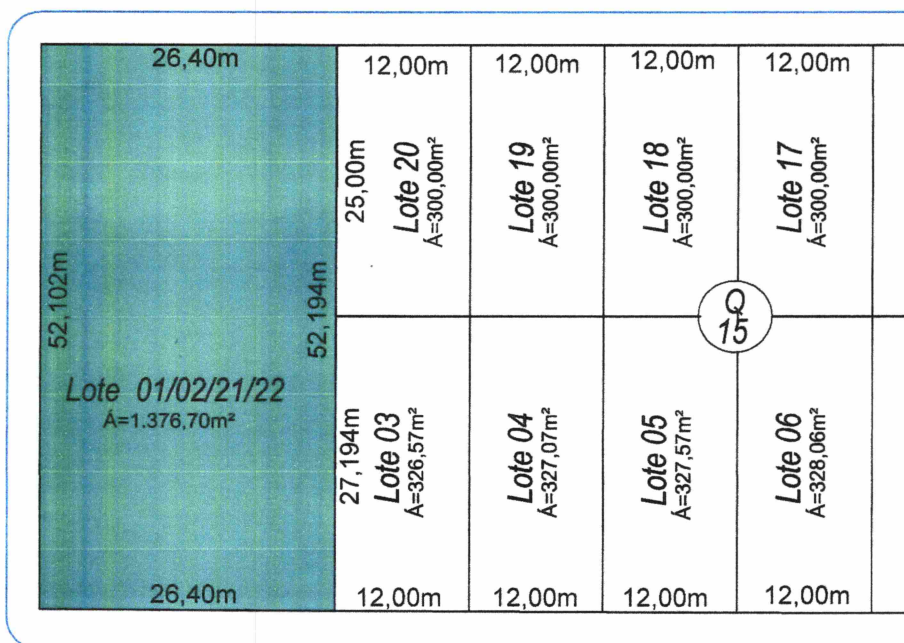 26,40m
12,00m
12,00m
12,00m
12,00m
52,102m
52,194m
Lote 01/02/21/22
Á=1.376,70m²
26,40m
25,00m
Lote 20
Á=300,00m²
Lote 19
Á=300,00m²
Lote 18
Á=300,00m²
Lote 17
Á=300,00m²
Q
15
27,194m
Lote 03
Á=326,57m²
Lote 04
Á=327,07m²
Lote 05
Á=327,57m²
Lote 06
Á=328,06m²
12,00m
12,00m
12,00m
12,00m